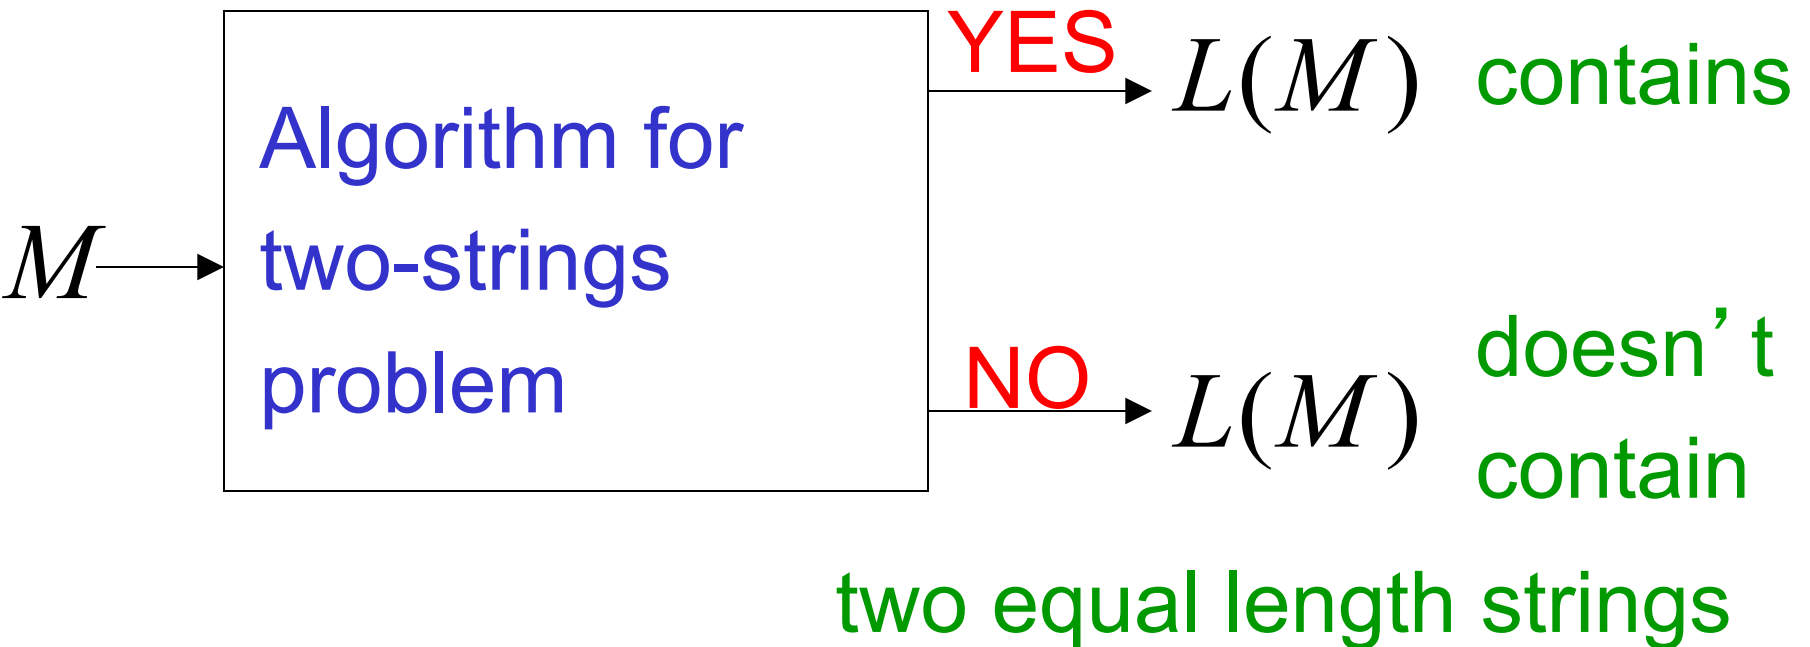 YES
L(M) contains
Algorithm for
two-strings
problem
M
NO
L(M)
doesn’t
contain
two equal length strings